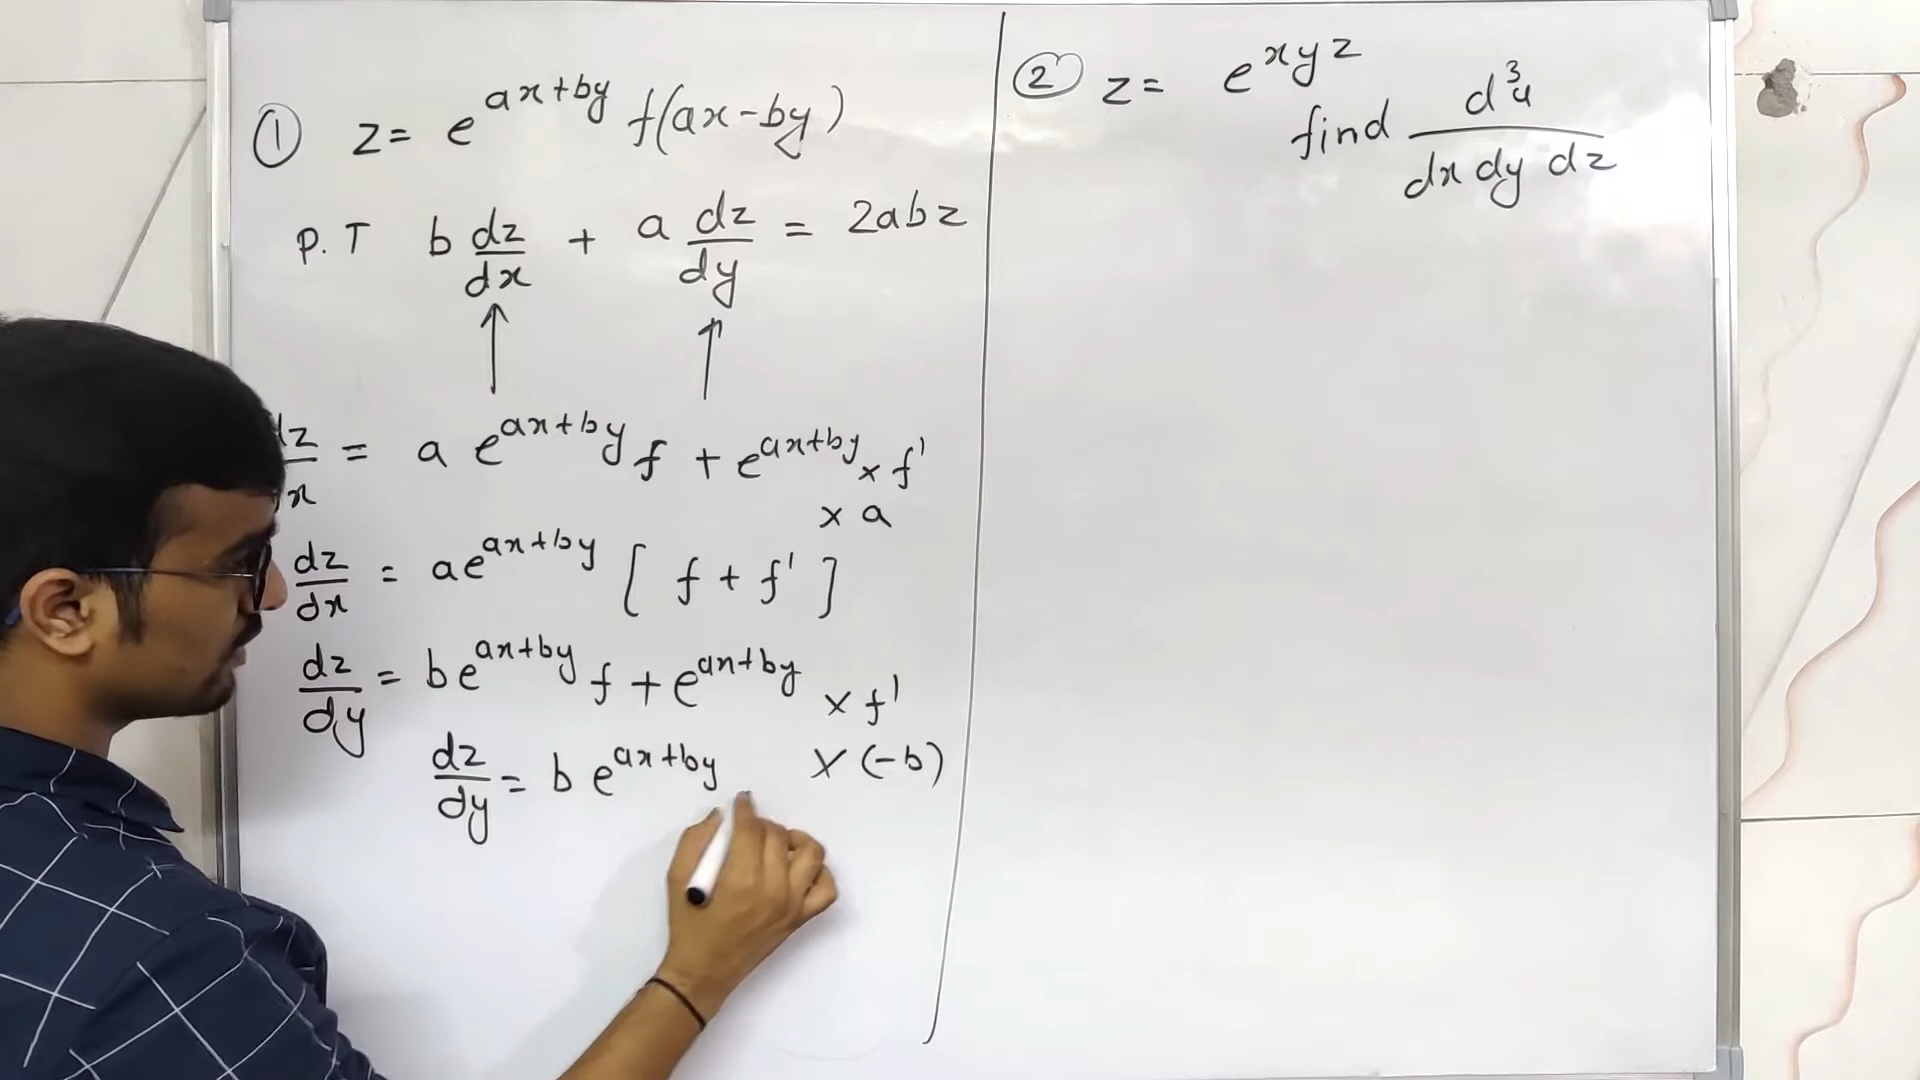 ① z = e^{ax+by} f(ax-by)
P.T b dz/dx + a dz/dy = 2abz
dz/dx = a e^{ax+by} f + e^{ax+by} × f'
× a
dz/dx = ae^{ax+by} [ f + f' ]
dz/dy = be^{ax+by} f + e^{ax+by} × f'
× (-b)
dz/dy = b e^{ax+by}
② z = e^{xyz}
find d³u/dx dy dz